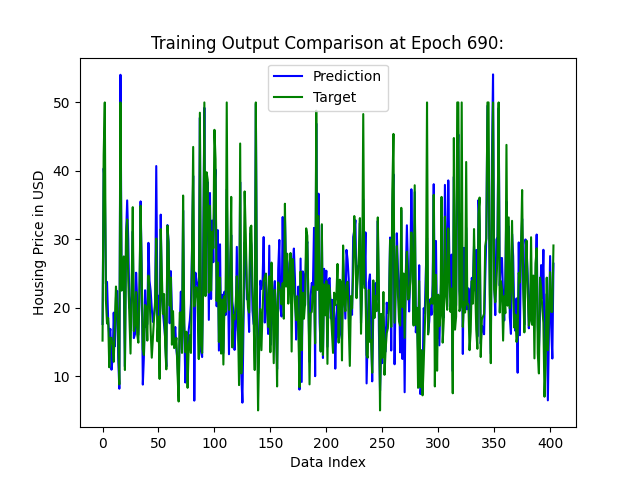 Training Output Comparison at Epoch 690:
Prediction
Target
Housing Price in USD
50
40
30
20
10
0
50
100
150
200
250
300
350
400
Data Index